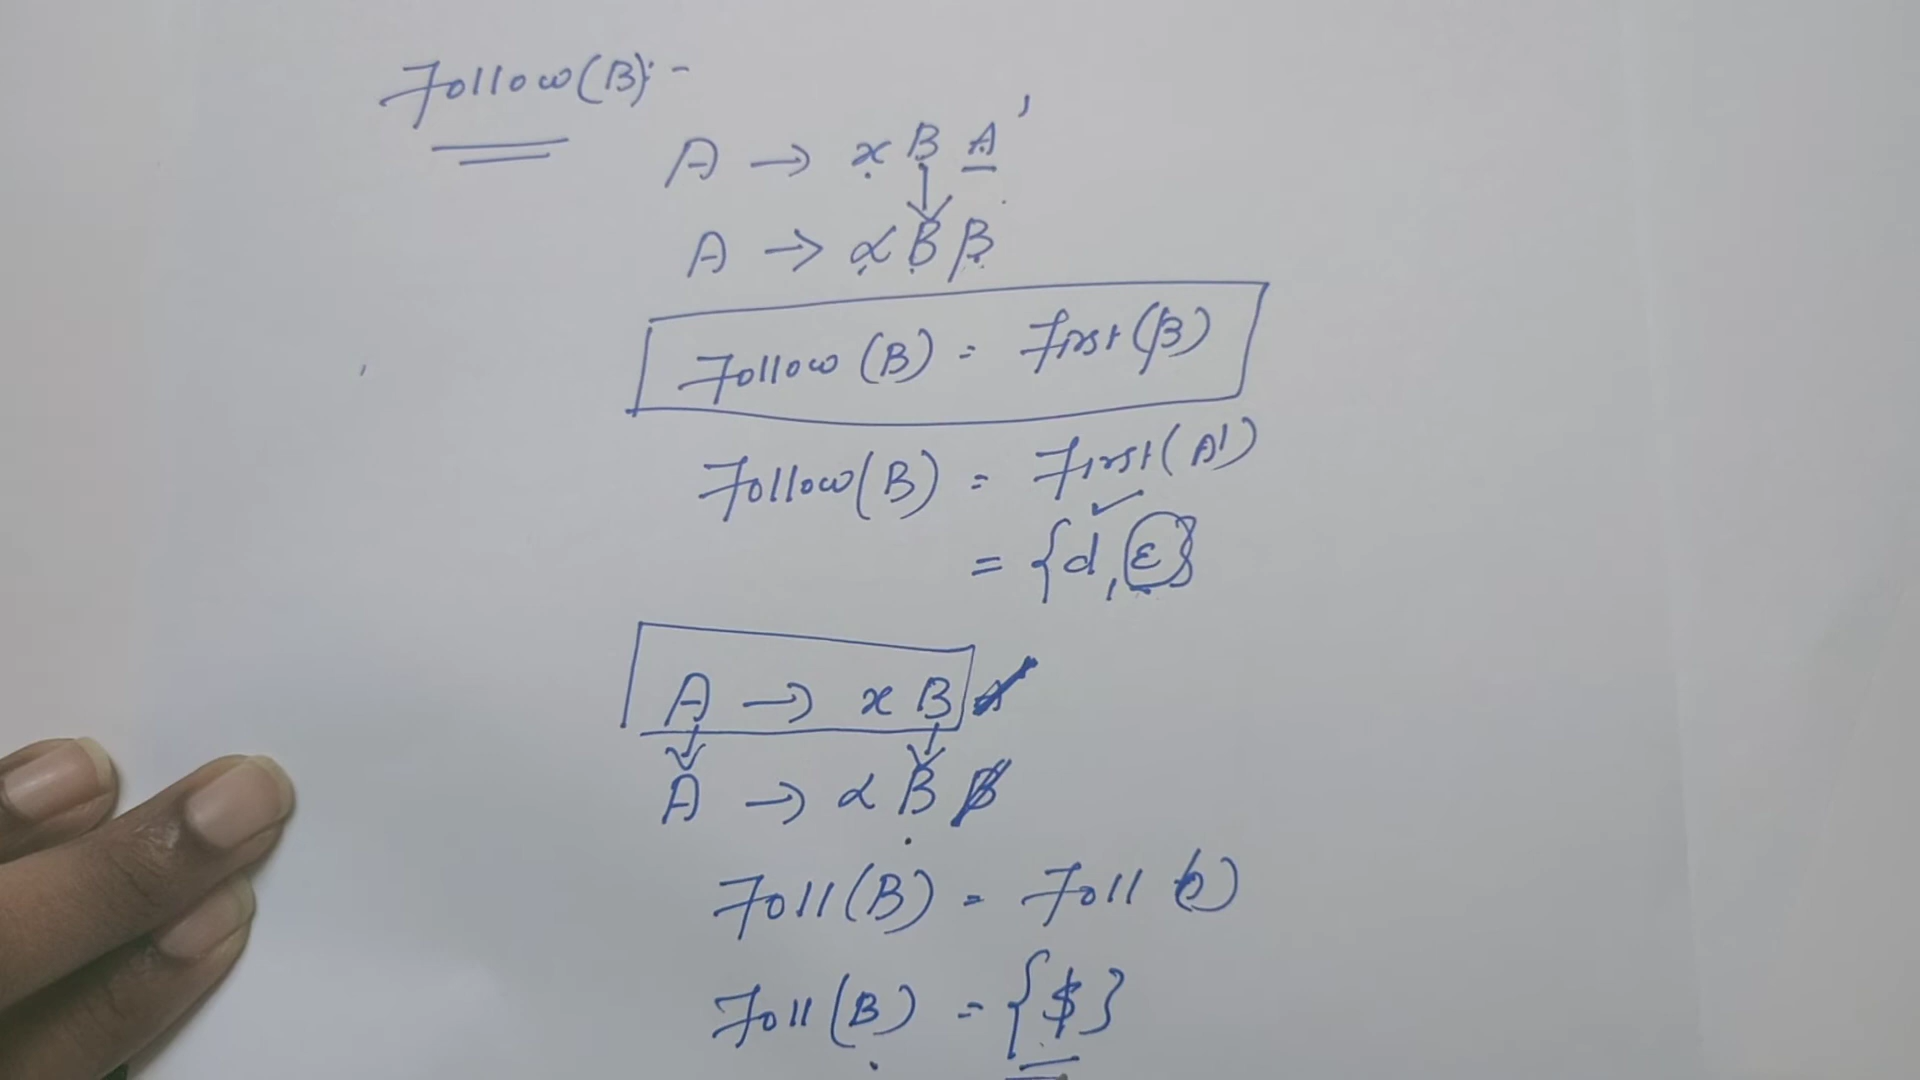 Follow(B):-
A → x B A'
A → α B β
Follow (B) = First (β)
Follow(B) = First(A')
= {d, ε}
A → x B
A → α B β
Foll(B) = Foll
Foll(B) = {$}